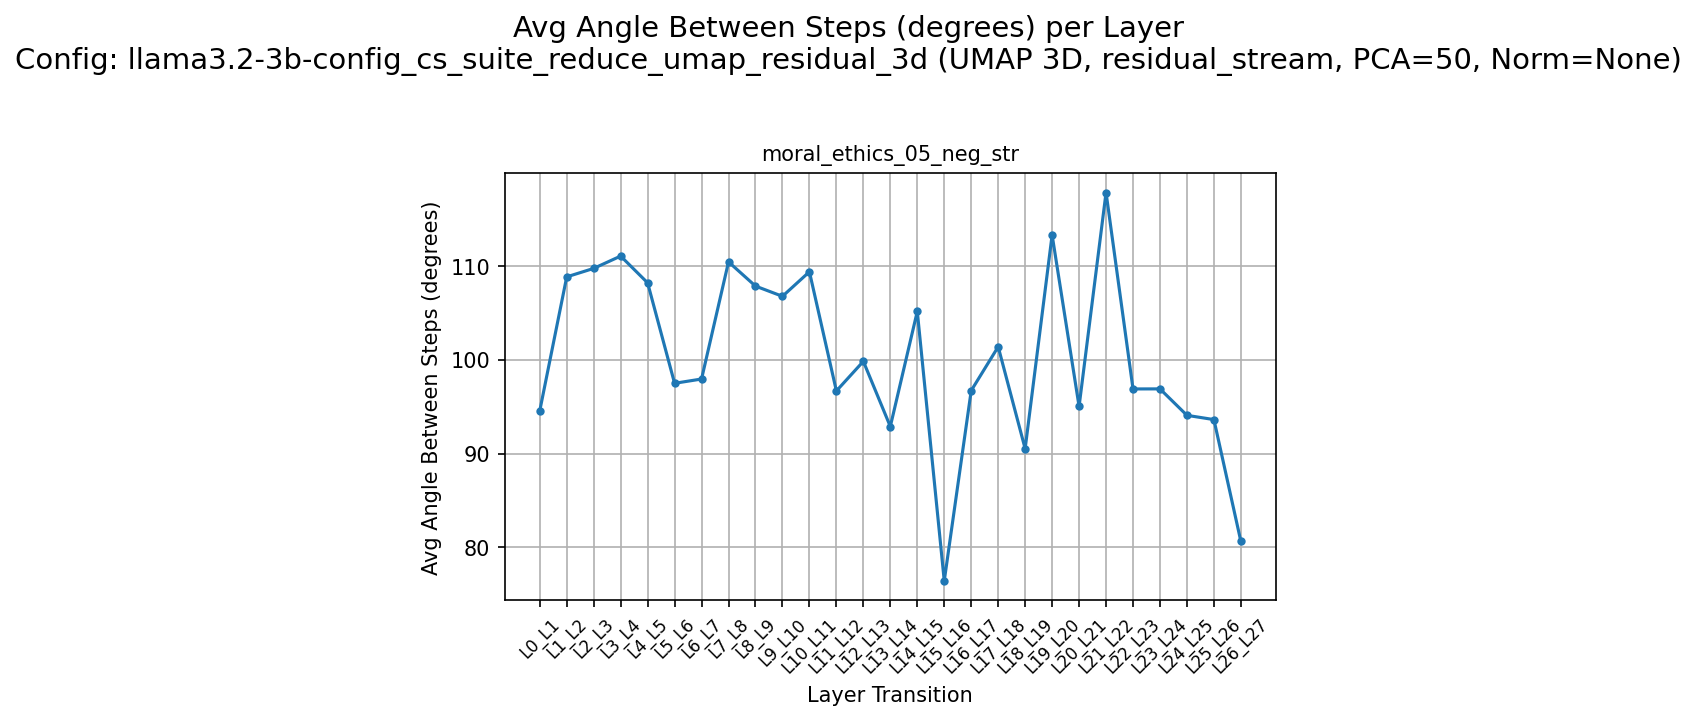 Avg Angle Between Steps (degrees) per Layer
Config: llama3.2-3b-config_cs_suite_reduce_umap_residual_3d (UMAP 3D, residual_stream, PCA=50, Norm=None)
moral_ethics_05_neg_str
Avg Angle Between Steps (degrees)
110
100
90
80
L0_L1
L1_L2
L2_L3
L3_L4
L4_L5
L5_L6
L6_L7
L7_L8
L8_L9
L9_L10
L10_L11
L11_L12
L12_L13
L13_L14
L14_L15
L15_L16
L16_L17
L17_L18
L18_L19
L19_L20
L20_L21
L21_L22
L22_L23
L23_L24
L24_L25
L25_L26
L26_L27
Layer Transition